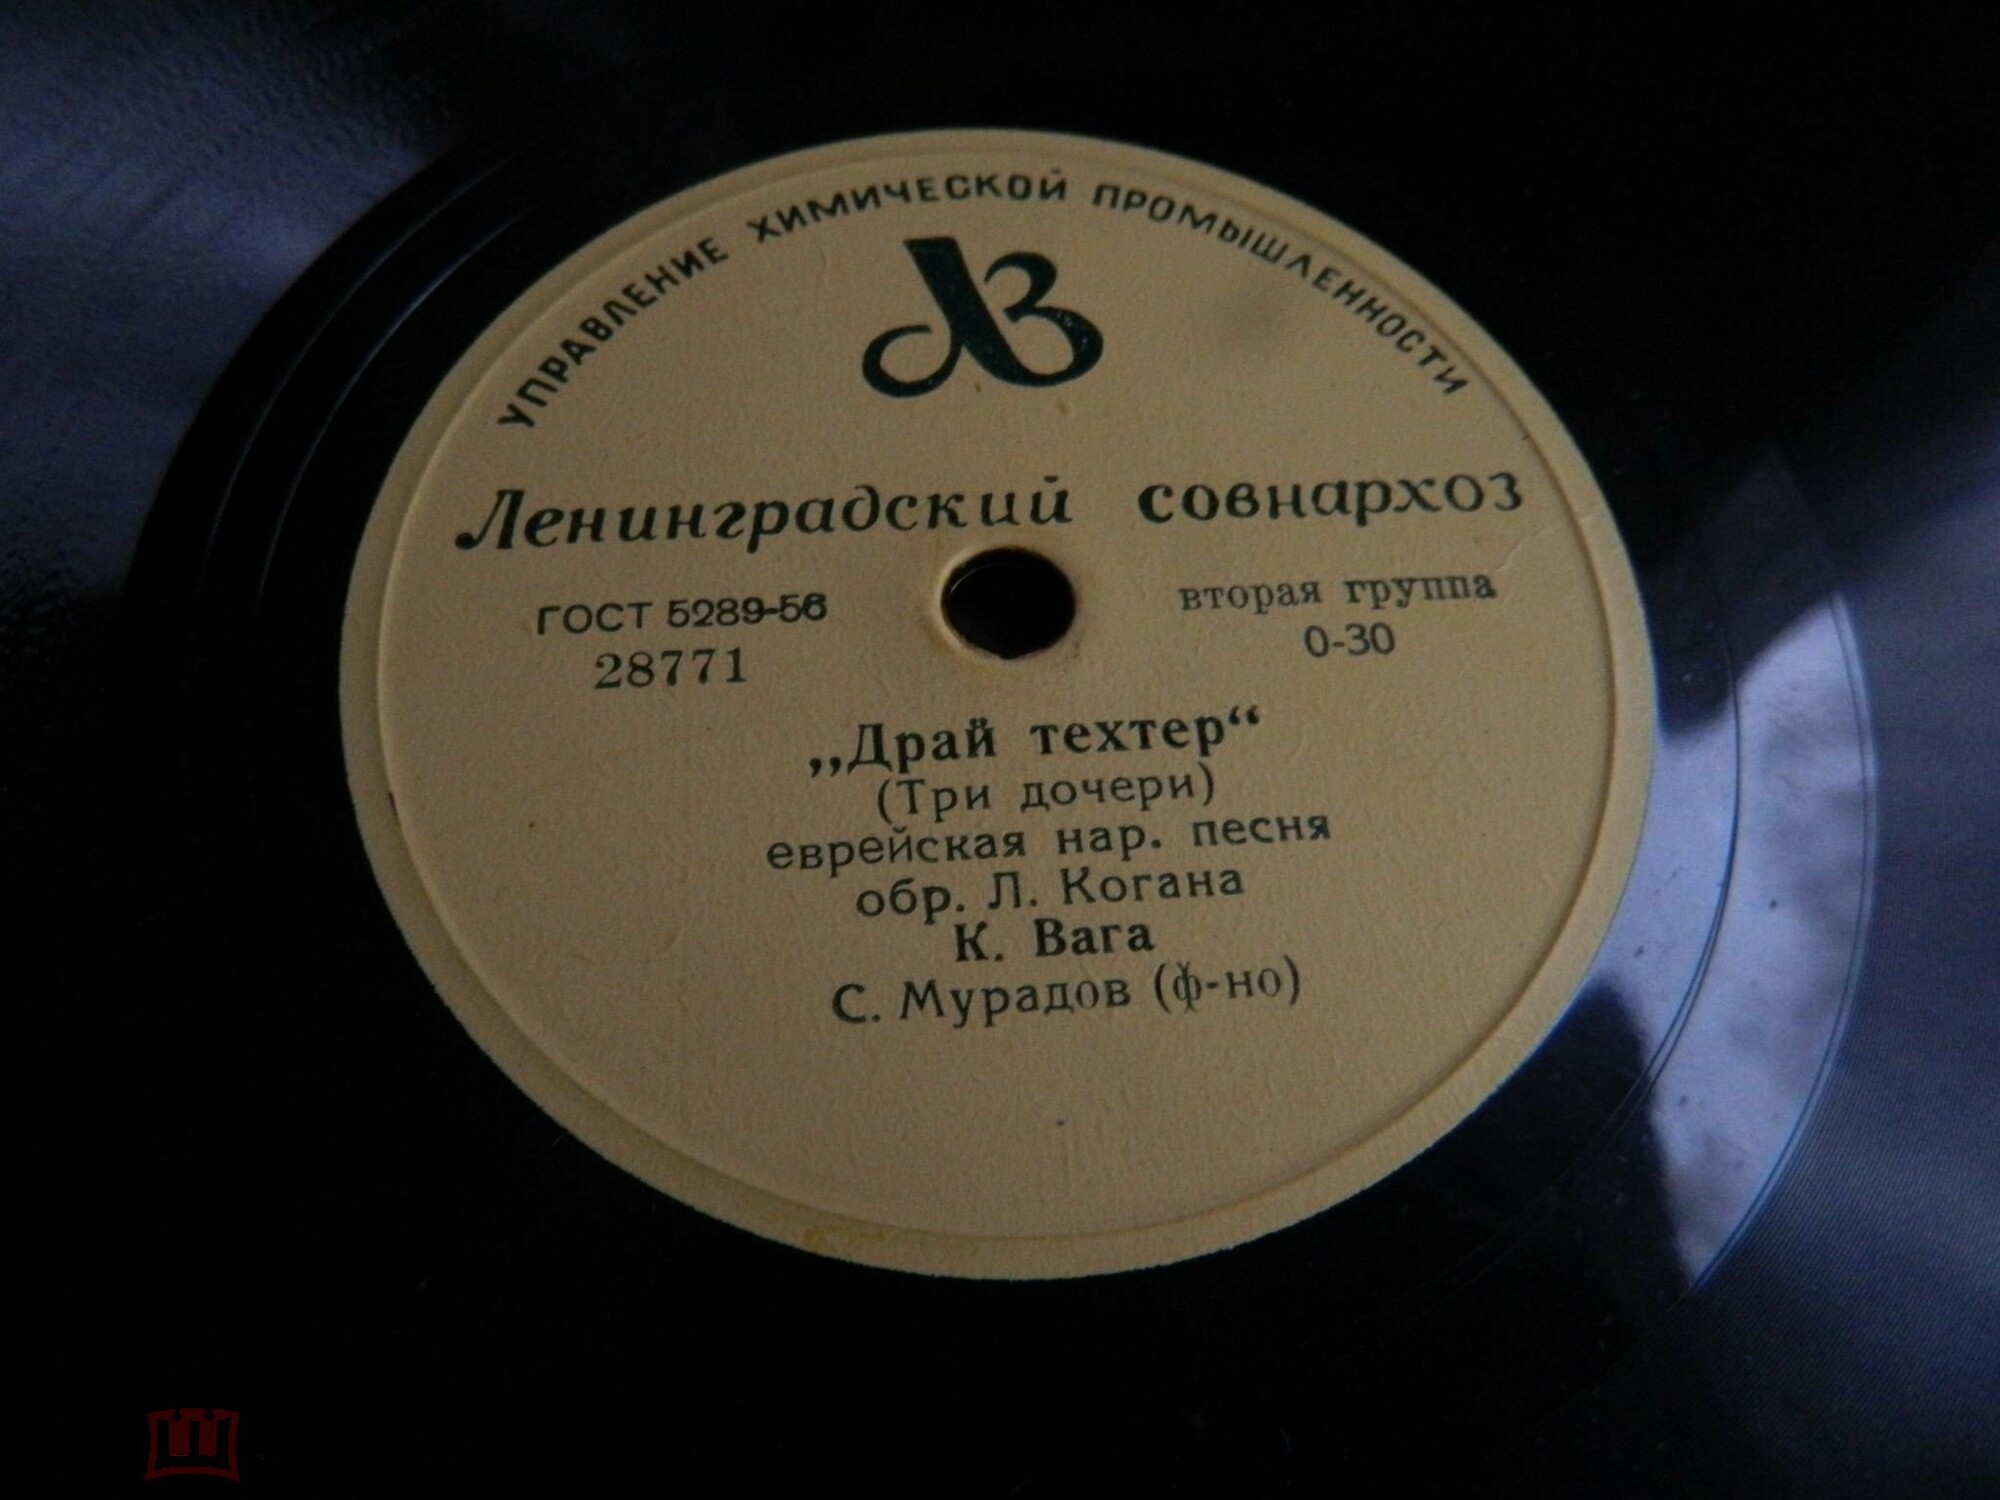 УПРАВЛЕНИЕ ХИМИЧЕСКОЙ ПРОМЫШЛЕННОСТИ
ЛЗ
Ленинградский совнархоз
ГОСТ 5289-56
28771
вторая группа
0-30
„Драй техтер“
(Три дочери)
еврейская нар. песня
обр. Л. Когана
К. Вага
С. Мурадов (ф-но)